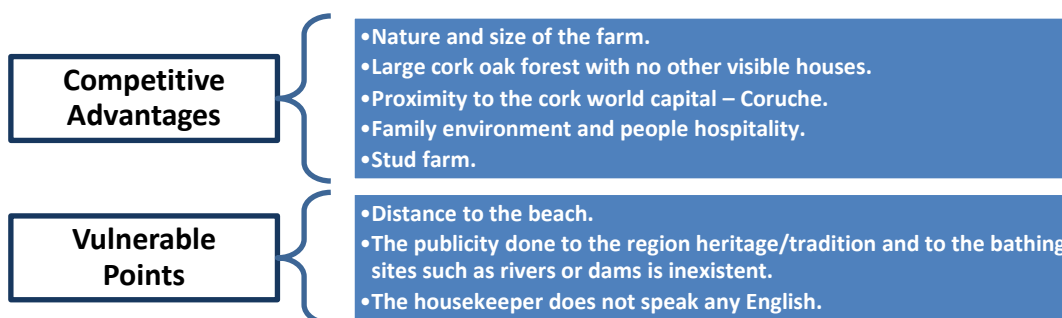 Competitive
Advantages
•Nature and size of the farm.
•Large cork oak forest with no other visible houses.
•Proximity to the cork world capital – Coruche.
•Family environment and people hospitality.
•Stud farm.
Vulnerable
Points
•Distance to the beach.
•The publicity done to the region heritage/tradition and to the bathing
sites such as rivers or dams is inexistent.
•The housekeeper does not speak any English.